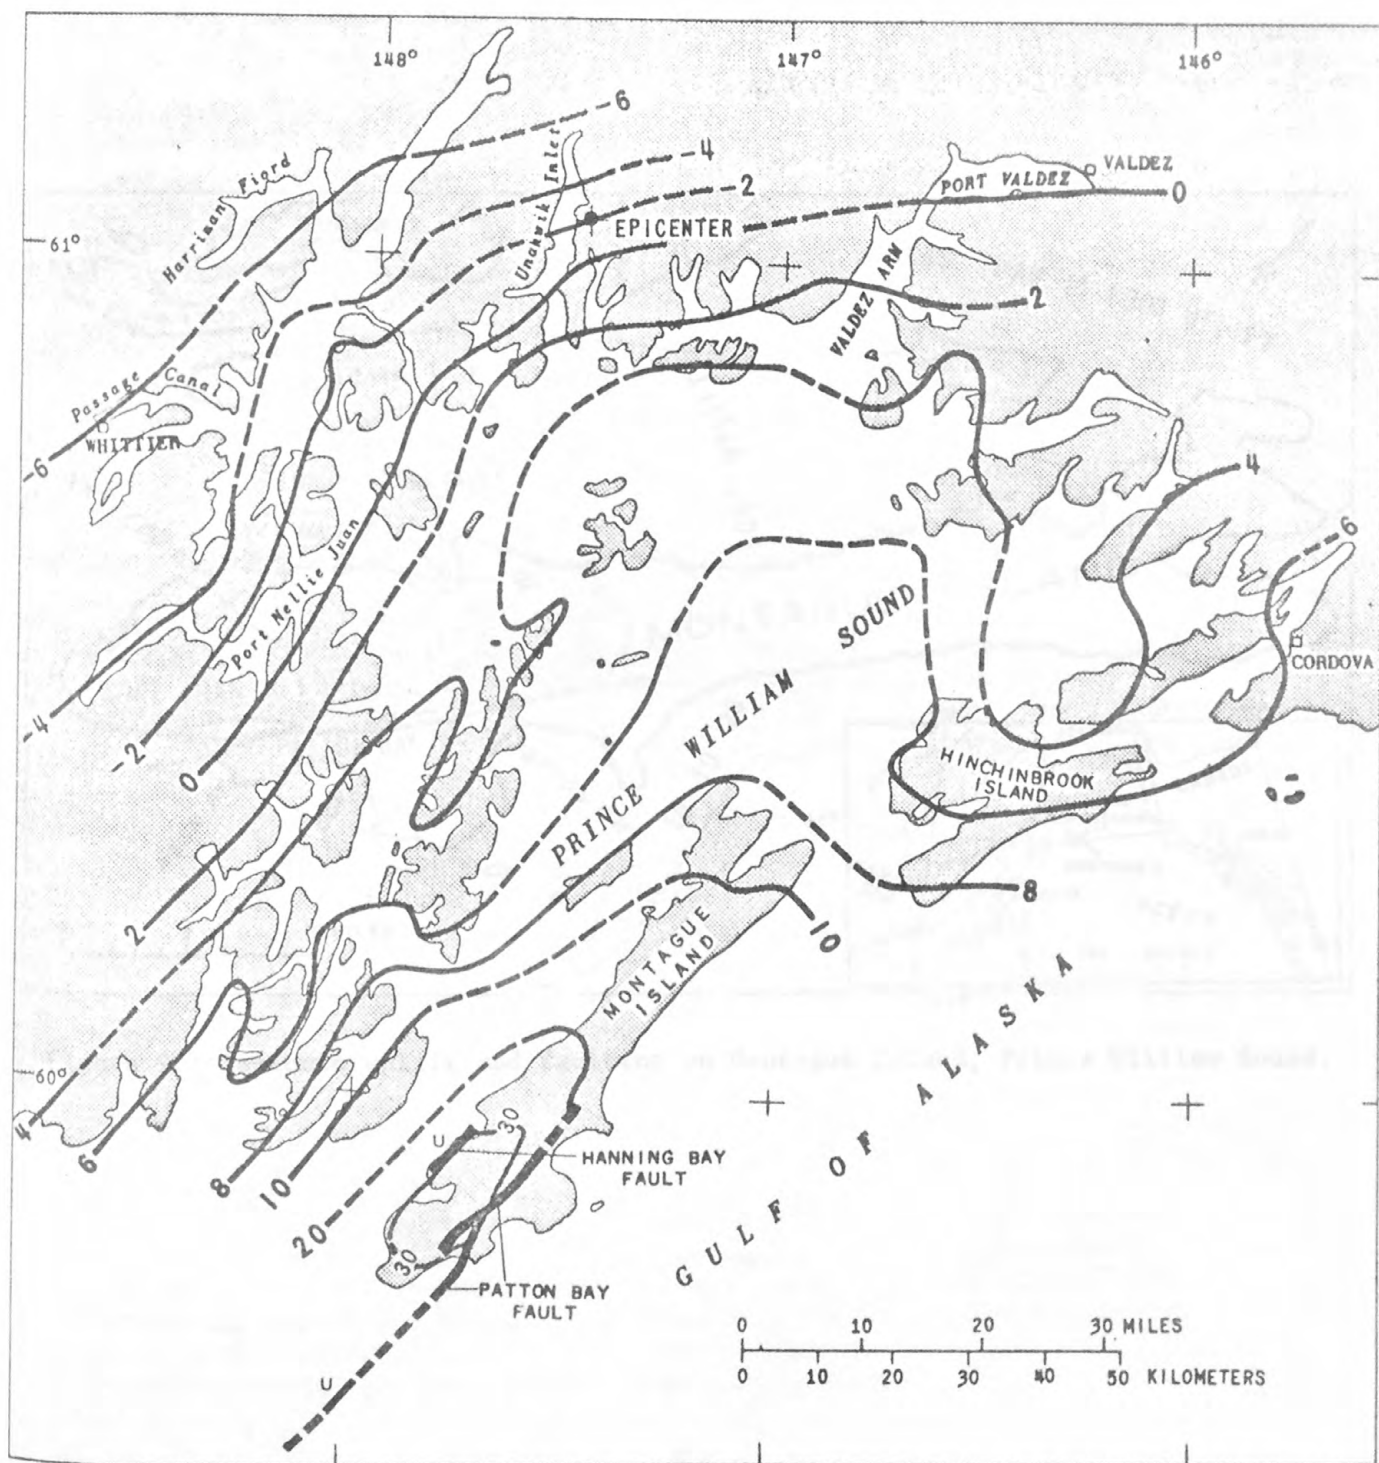 148° 147° 146°
-6
-4
-2
0
Harriman Fiord
Unakwik Inlet
VALDEZ
PORT VALDEZ
61°
EPICENTER
VALDEZ ARM
2
Passage Canal
WHITTIER
-6
4
6
Port Nellie Juan
CORDOVA
PRINCE WILLIAM SOUND
HINCHINBROOK
ISLAND
-4
-2
0
2
8
10
MONTAGUE
ISLAND
60°
4
6
8
10
20
30
U
HANNING BAY
FAULT
30
PATTON BAY
FAULT
U
GULF OF ALASKA
0 10 20 30 MILES
0 10 20 30 40 50 KILOMETERS